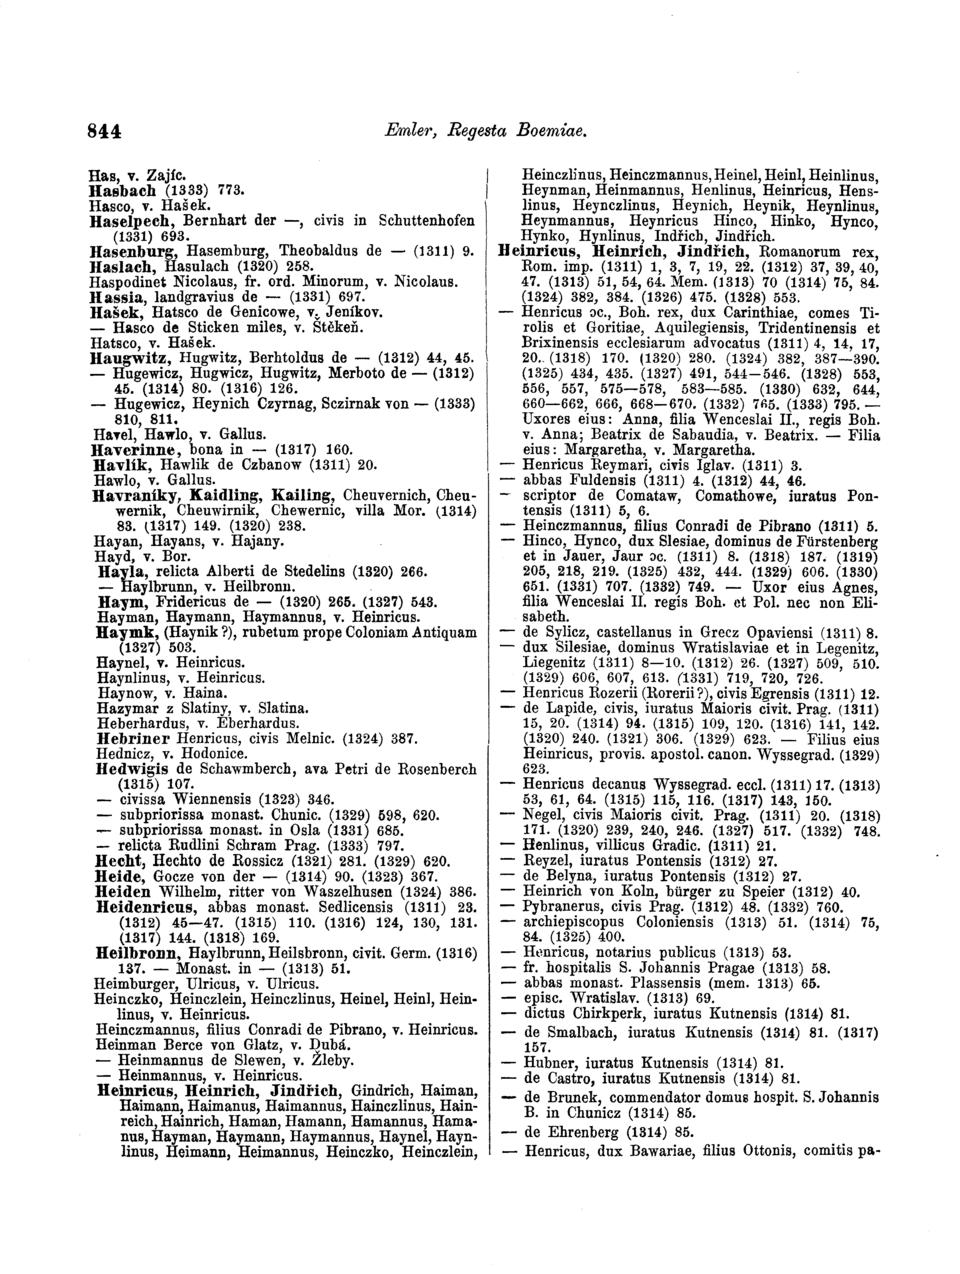 844
Emler, Regesta Boemiae.
Has, v. Zajíc.
Hasbach (1333) 773.
Hasco, v. Hašek.
Haselpech, Bernhart der —, civis in Schuttenhofen
(1331) 693.
Hasenburg, Hasemburg, Theobaldus de — (1311) 9.
Haslach, Hasulach (1320) 258.
Haspodinet Nicolaus, fr. ord. Minorum, v. Nicolaus.
Hassia, landgravius de — (1331) 697.
Hašek, Hatsco de Genicowe, v. Jeníkov.
— Hasco de Sticken miles, v. Štěkeň.
Hatsco, v. Hašek.
Haugwitz, Hugwitz, Berhtoldus de — (1312) 44, 45.
— Hugewicz, Hugwicz, Hugwitz, Merboto de — (1312)
45. (1314) 80. (1316) 126.
— Hugewicz, Heynich Czyrnag, Sczirnak von — (1333)
810, 811.
Havel, Hawlo, v. Gallus.
Haverinne, bona in — (1317) 160.
Havlík, Hawlik de Czbanow (1311) 20.
Hawlo, v. Gallus.
Havraníky, Kaidling, Kailing, Cheuvernich, Cheu-
wernik, Cheuwirnik, Chewernic, villa Mor. (1314)
83. (1317) 149. (1320) 238.
Hayan, Hayans, v. Hajany.
Hayd, v. Bor.
Hayla, relicta Alberti de Stedelins (1320) 266.
— Haylbrunn, v. Heilbronn.
Haym, Fridericus de — (1320) 265. (1327) 543.
Hayman, Haymann, Haymannus, v. Heinricus.
Haymk, (Haynik ?), rubetum prope Coloniam Antiquam
(1327) 503.
Haynel, v. Heinricus.
Haynlinus, v. Heinricus.
Haynow, v. Haina.
Hazymar z Slatiny, v. Slatina.
Heberhardus, v. Eberhardus.
Hebriner Henricus, civis Melnic. (1324) 387.
Hednicz, v. Hodonice.
Hedwigis de Schawmberch, ava Petri de Rosenberch
(1315) 107.
— civissa Wiennensis (1323) 346.
— subpriorissa monast. Chunic. (1329) 598, 620.
— subpriorissa monast. in Osla (1331) 685.
— relicta Rudlini Schram Prag. (1333) 797.
Hecht, Hechto de Rossicz (1321) 281. (1329) 620.
Heide, Gocze von der — (1314) 90. (1323) 367.
Heiden Wilhelm, ritter von Waszelhusen (1324) 386.
Heidenricus, abbas monast. Sedlicensis (1311) 23.
(1312) 45—47. (1315) 110. (1316) 124, 130, 131.
(1317) 144. (1318) 169.
Heilbronn, Haylbrunn, Heilsbronn, civit. Germ. (1316)
137. — Monast. in — (1313) 51.
Heimburger, Ulricus, v. Ulricus.
Heinczko, Heinczlein, Heinczlinus, Heinel, Heinl, Hein-
linus, v. Heinricus.
Heinczmannus, filius Conradi de Pibrano, v. Heinricus.
Heinman Berce von Glatz, v. Dubá.
— Heinmannus de Slewen, v. Žleby.
— Heinmannus, v. Heinricus.
Heinricus, Heinrich, Jindřich, Gindrich, Haiman,
Haimann, Haimanus, Haimannus, Hainczlinus, Hain-
reich, Hainrich, Haman, Hamann, Hamannus, Hama-
nus, Hayman, Haymann, Haymannus, Haynel, Hayn-
linus, Heimann, Heimannus, Heinczko, Heinczlein,
Heinczlinus, Heinczmannus, Heinel, Heinl, Heinlinus,
Heynman, Heinmannus, Henlinus, Heinricus, Hens-
linus, Heynczlinus, Heynich, Heynik, Heynlinus,
Heynmannus, Heynricus Hinco, Hinko, Hynco,
Hynko, Hynlinus, Indřich, Jindřich.
Heinricus, Heinrich, Jindřich, Romanorum rex,
Rom. imp. (1311) 1, 3, 7, 19, 22. (1312) 37, 39, 40,
47. (1313) 51, 54, 64. Mem. (1313) 70 (1314) 75, 84.
(1324) 382, 384. (1326) 475. (1328) 553.
— Henricus ɔc., Boh. rex, dux Carinthiae, comes Ti-
rolis et Goritiae, Aquilegiensis, Tridentinensis et
Brixinensis ecclesiarum advocatus (1311) 4, 14, 17,
20. (1318) 170. (1320) 280. (1324) 382, 387—390.
(1325) 434, 435. (1327) 491, 544—546. (1328) 553,
556, 557, 575—578, 583—585. (1330) 632, 644,
660—662, 666, 668—670. (1332) 765. (1333) 795. —
Uxores eius: Anna, filia Wenceslai II., regis Boh.
v. Anna; Beatrix de Sabaudia, v. Beatrix. — Filia
eius: Margaretha, v. Margaretha.
— Henricus Reymari, civis Iglav. (1311) 3.
— abbas Fuldensis (1311) 4. (1312) 44, 46.
— scriptor de Comataw, Comathowe, iuratus Pon-
tensis (1311) 5, 6.
— Heinczmannus, filius Conradi de Pibrano (1311) 5.
— Hinco, Hynco, dux Slesiae, dominus de Fürstenberg
et in Jauer, Jaur ɔc. (1311) 8. (1318) 187. (1319)
205, 218, 219. (1325) 432, 444. (1329) 606. (1330)
651. (1331) 707. (1332) 749. — Uxor eius Agnes,
filia Wenceslai II. regis Boh. et Pol. nec non Eli-
sabeth.
— de Sylicz, castellanus in Grecz Opaviensi (1311) 8.
— dux Silesiae, dominus Wratislaviae et in Legenitz,
Liegenitz (1311) 8—10. (1312) 26. (1327) 509, 510.
(1329) 606, 607, 613. (1331) 719, 720, 726.
— Henricus Rozerii (Rorerii ?), civis Egrensis (1311) 12.
— de Lapide, civis, iuratus Maioris civit. Prag. (1311)
15, 20. (1314) 94. (1315) 109, 120. (1316) 141, 142.
(1320) 240. (1321) 306. (1329) 623. — Filius eius
Heinricus, provis. apostol. canon. Wyssegrad. (1329)
623.
— Henricus decanus Wyssegrad. eccl. (1311) 17. (1313)
53, 61, 64. (1315) 115, 116. (1317) 143, 150.
— Negel, civis Maioris civit. Prag. (1311) 20. (1318)
171. (1320) 239, 240, 246. (1327) 517. (1332) 748.
— Henlinus, villicus Gradic. (1311) 21.
— Reyzel, iuratus Pontensis (1312) 27.
— de Belyna, iuratus Pontensis (1312) 27.
— Heinrich von Koln, bürger zu Speier (1312) 40.
— Pybranerus, civis Prag. (1312) 48. (1332) 760.
— archiepiscopus Coloniensis (1313) 51. (1314) 75,
84. (1325) 400.
— Henricus, notarius publicus (1313) 53.
— fr. hospitalis S. Johannis Pragae (1313) 58.
— abbas monast. Plassensis (mem. 1313) 65.
— episc. Wratislav. (1313) 69.
— dictus Chirkperk, iuratus Kutnensis (1314) 81.
— de Smalbach, iuratus Kutnensis (1314) 81. (1317)
157.
— Hubner, iuratus Kutnensis (1314) 81.
— de Castro, iuratus Kutnensis (1314) 81.
— de Brunek, commendator domus hospit. S. Johannis
B. in Chunicz (1314) 85.
— de Ehrenberg (1314) 85.
— Henricus, dux Bawariae, filius Ottonis, comitis pa-